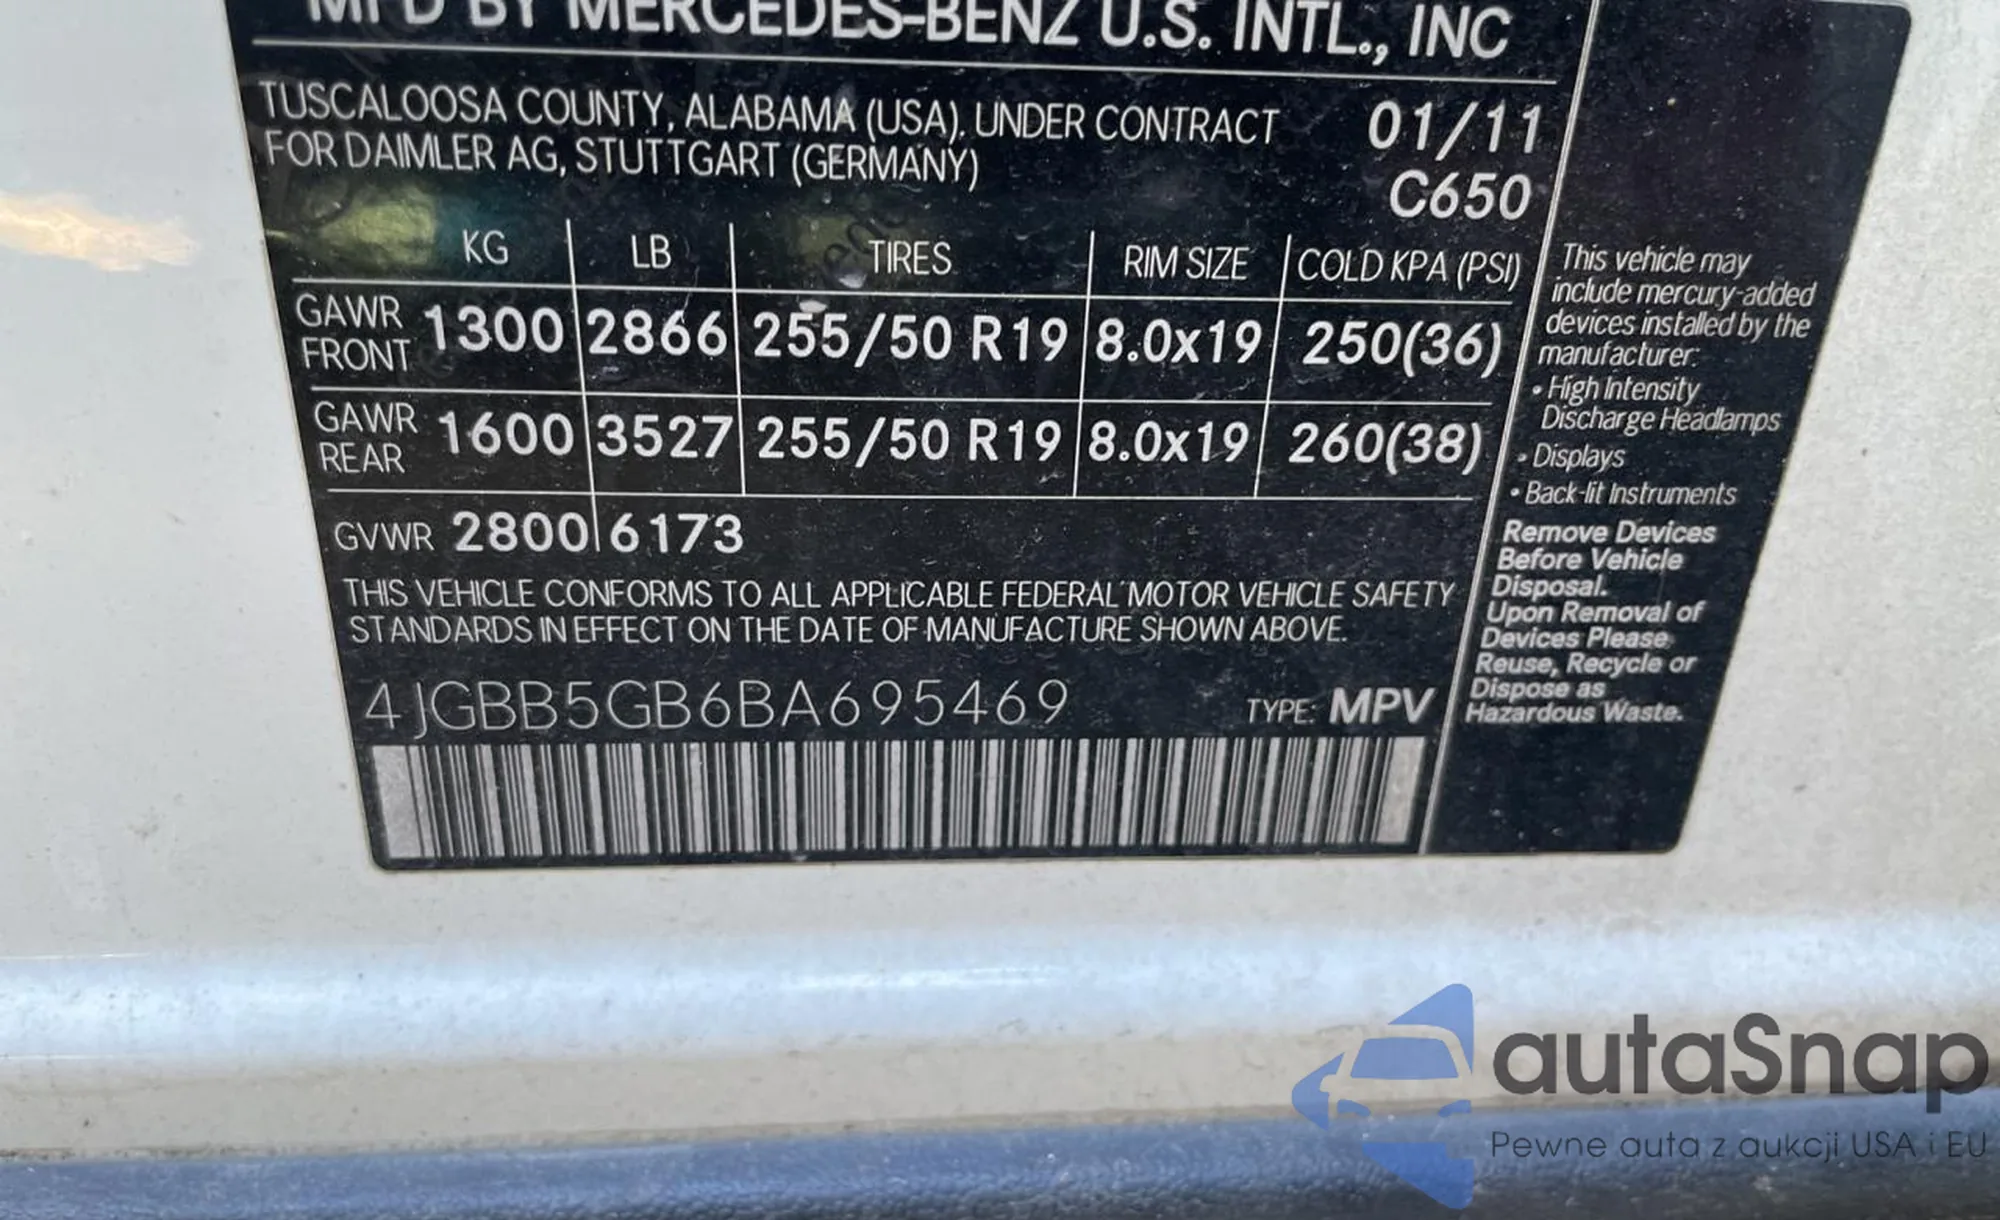 MFD BY MERCEDES-BENZ U.S. INTL., INC
TUSCALOOSA COUNTY, ALABAMA (USA). UNDER CONTRACT
FOR DAIMLER AG, STUTTGART (GERMANY)
01/11
C650
KG LB TIRES RIM SIZE COLD KPA (PSI)
GAWR FRONT 1300 2866 255/50 R19 8.0x19 250(36)
GAWR REAR 1600 3527 255/50 R19 8.0x19 260(38)
GVWR 2800 6173
THIS VEHICLE CONFORMS TO ALL APPLICABLE FEDERAL MOTOR VEHICLE SAFETY
STANDARDS IN EFFECT ON THE DATE OF MANUFACTURE SHOWN ABOVE.
4JGBB5GB6BA695469 TYPE: MPV
This vehicle may
include mercury-added
devices installed by the
manufacturer:
• High Intensity
Discharge Headlamps
• Displays
• Back-lit Instruments
Remove Devices
Before Vehicle
Disposal.
Upon Removal of
Devices Please
Reuse, Recycle or
Dispose as
Hazardous Waste.
autaSnap
Pewne auta z aukcji USA i EU